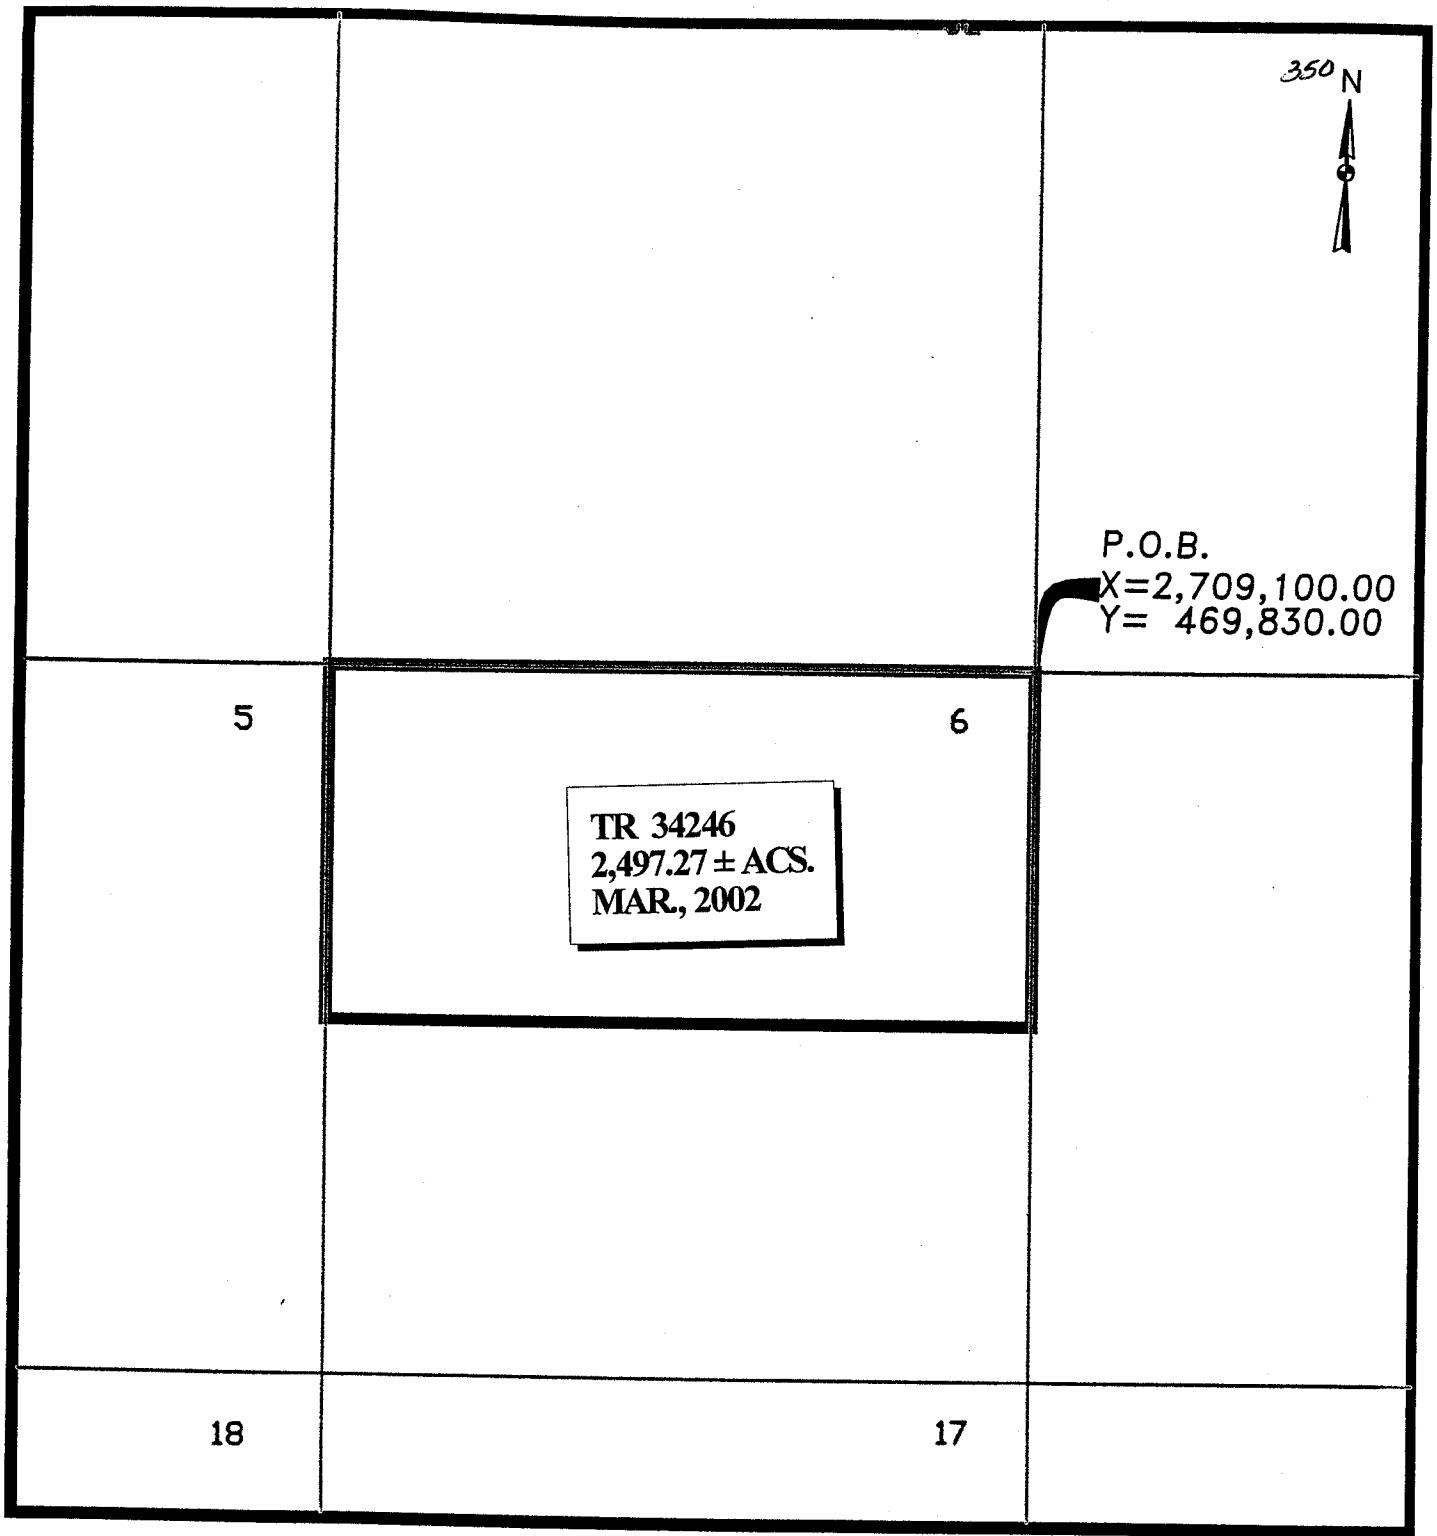 350 N
P.O.B.
X=2,709,100.00
Y= 469,830.00
5
6
TR 34246
2,497.27 ± ACS.
MAR., 2002
18
17